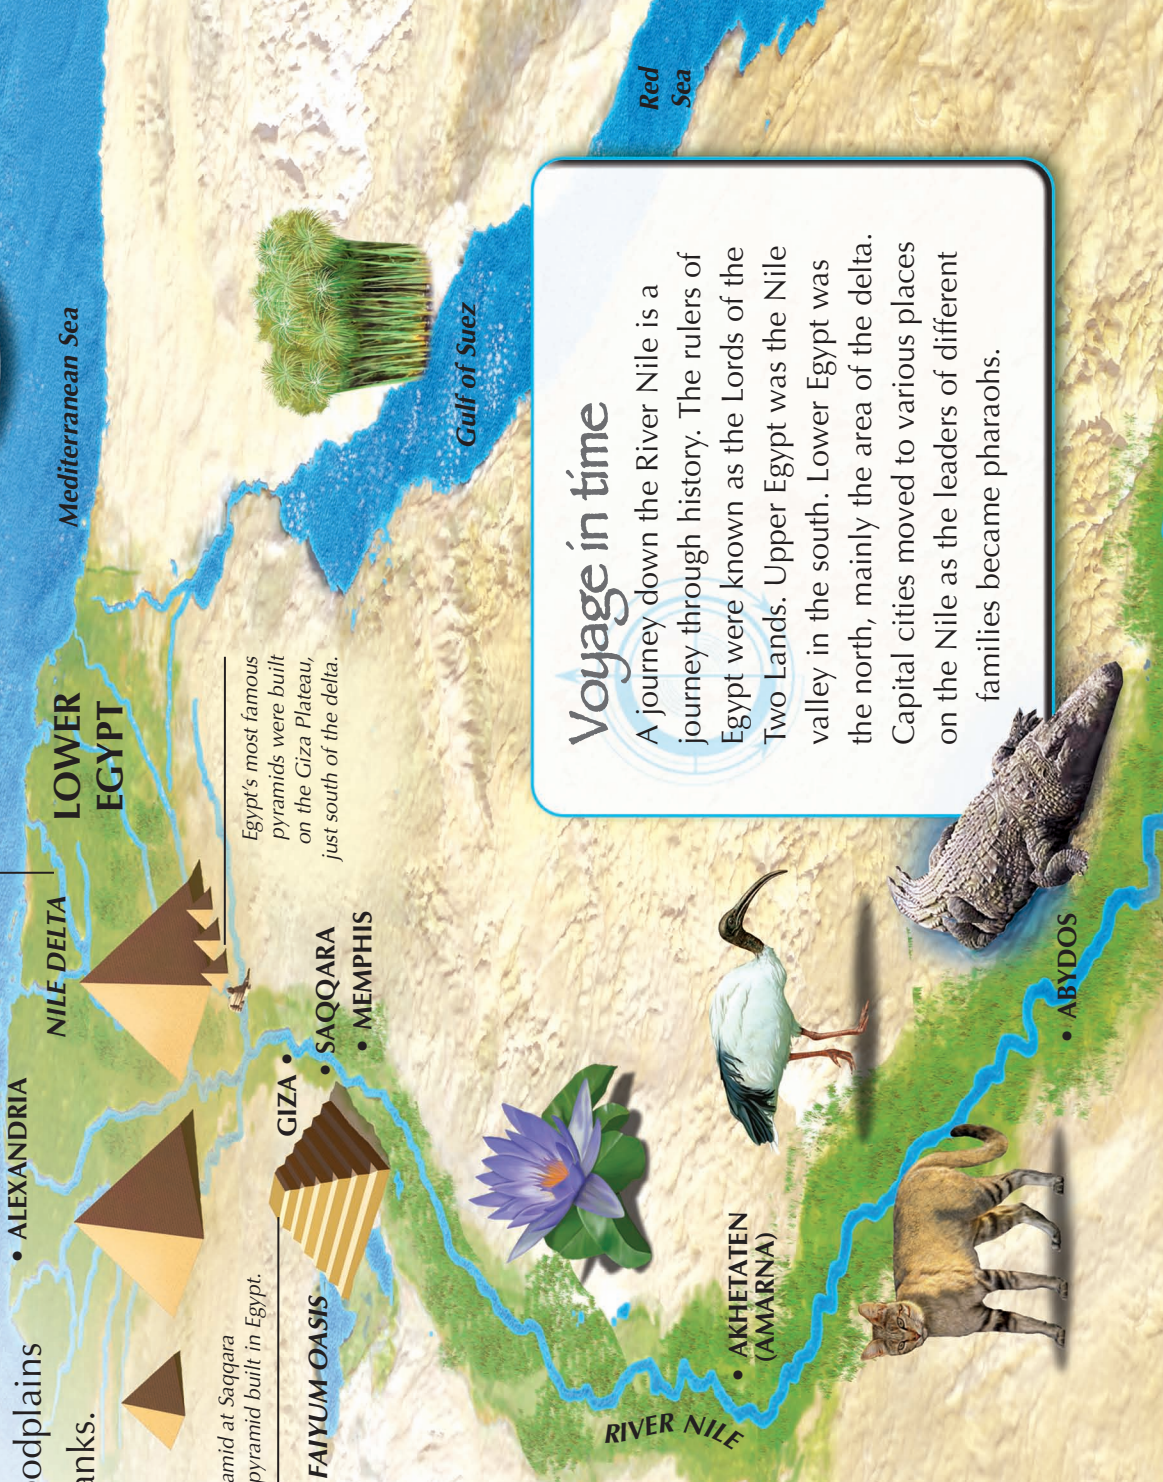 Mediterranean Sea
Red
Sea
Gulf of Suez
LOWER
EGYPT
NILE DELTA
• ALEXANDRIA
Egypt's most famous
pyramids were built
on the Giza Plateau,
just south of the delta.
GIZA •
• SAQQARA
• MEMPHIS
oodplains
anks.
amid at Saqqara
pyramid built in Egypt.
FAIYUM OASIS
RIVER NILE
• AKHETATEN
(AMARNA)
• ABYDOS
Voyage in time
A journey down the River Nile is a
journey through history. The rulers of
Egypt were known as the Lords of the
Two Lands. Upper Egypt was the Nile
valley in the south. Lower Egypt was
the north, mainly the area of the delta.
Capital cities moved to various places
on the Nile as the leaders of different
families became pharaohs.